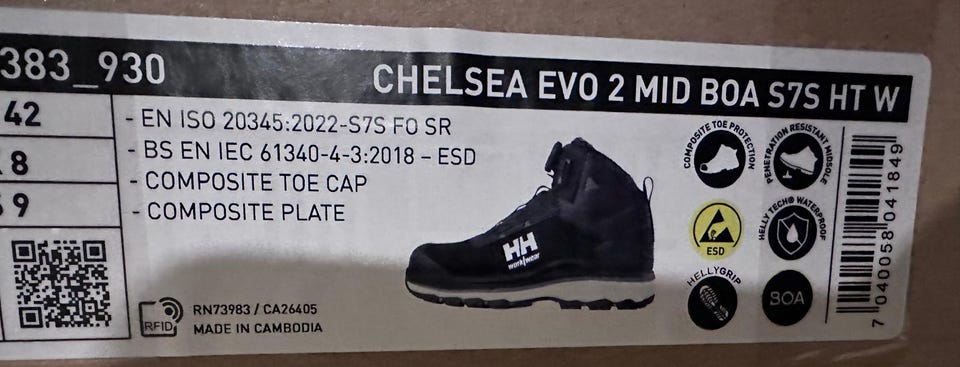 383_930
CHELSEA EVO 2 MID BOA S7S HT W
42
8
9
- EN ISO 20345:2022-S7S FO SR
- BS EN IEC 61340-4-3:2018 – ESD
- COMPOSITE TOE CAP
- COMPOSITE PLATE
HH
workwear
COMPOSITE TOE PROTECTION
PENETRATION RESISTANT MIDSOLE
ESD
HELLY TECH® WATERPROOF
HELLYGRIP
BOA
RFID
RN73983 / CA26405
MADE IN CAMBODIA
7 040058 041849